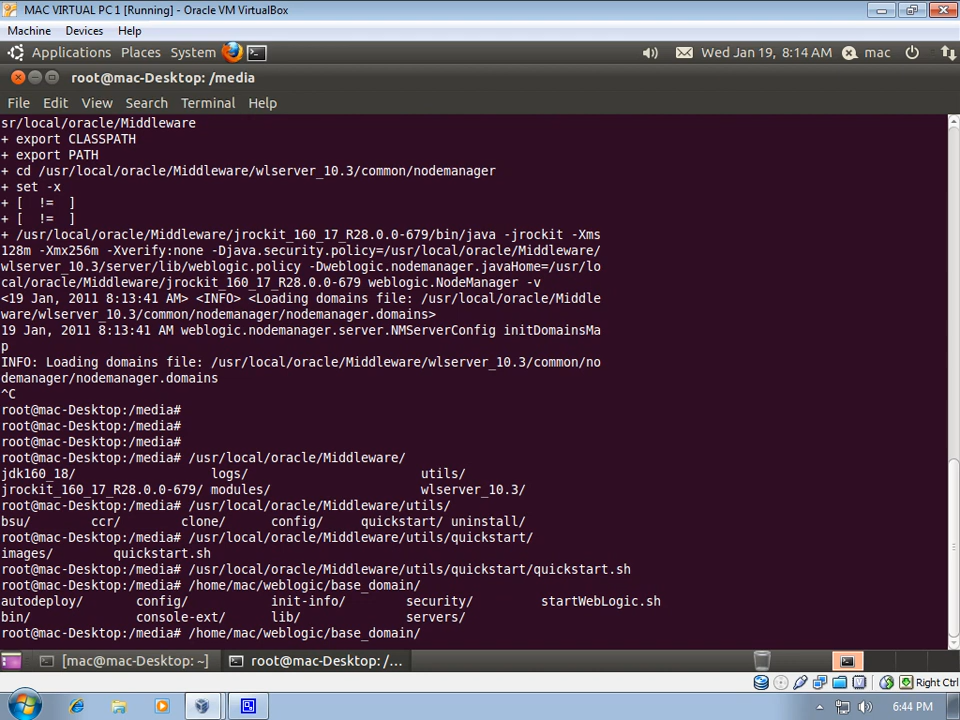 MAC VIRTUAL PC 1 [Running] - Oracle VM VirtualBox
Machine Devices Help
Applications Places System Wed Jan 19, 8:14 AM mac
root@mac-Desktop: /media
File Edit View Search Terminal Help
sr/local/oracle/Middleware
+ export CLASSPATH
+ export PATH
+ cd /usr/local/oracle/Middleware/wlserver_10.3/common/nodemanager
+ set -x
+ [ != ]
+ [ != ]
+ /usr/local/oracle/Middleware/jrockit_160_17_R28.0.0-679/bin/java -jrockit -Xms
128m -Xmx256m -Xverify:none -Djava.security.policy=/usr/local/oracle/Middleware/
wlserver_10.3/server/lib/weblogic.policy -Dweblogic.nodemanager.javaHome=/usr/lo
cal/oracle/Middleware/jrockit_160_17_R28.0.0-679 weblogic.NodeManager -v
<19 Jan, 2011 8:13:41 AM> <INFO> <Loading domains file: /usr/local/oracle/Middle
ware/wlserver_10.3/common/nodemanager/nodemanager.domains>
19 Jan, 2011 8:13:41 AM weblogic.nodemanager.server.NMServerConfig initDomainsMa
p
INFO: Loading domains file: /usr/local/oracle/Middleware/wlserver_10.3/common/no
demanager/nodemanager.domains
^C
root@mac-Desktop:/media#
root@mac-Desktop:/media#
root@mac-Desktop:/media#
root@mac-Desktop:/media# /usr/local/oracle/Middleware/
jdk160_18/ logs/ utils/
jrockit_160_17_R28.0.0-679/ modules/ wlserver_10.3/
root@mac-Desktop:/media# /usr/local/oracle/Middleware/utils/
bsu/ ccr/ clone/ config/ quickstart/ uninstall/
root@mac-Desktop:/media# /usr/local/oracle/Middleware/utils/quickstart/
images/ quickstart.sh
root@mac-Desktop:/media# /usr/local/oracle/Middleware/utils/quickstart/quickstart.sh
root@mac-Desktop:/media# /home/mac/weblogic/base_domain/
autodeploy/ config/ init-info/ security/ startWebLogic.sh
bin/ console-ext/ lib/ servers/
root@mac-Desktop:/media# /home/mac/weblogic/base_domain/
[mac@mac-Desktop: ~] root@mac-Desktop: /...
Right Ctrl
6:44 PM